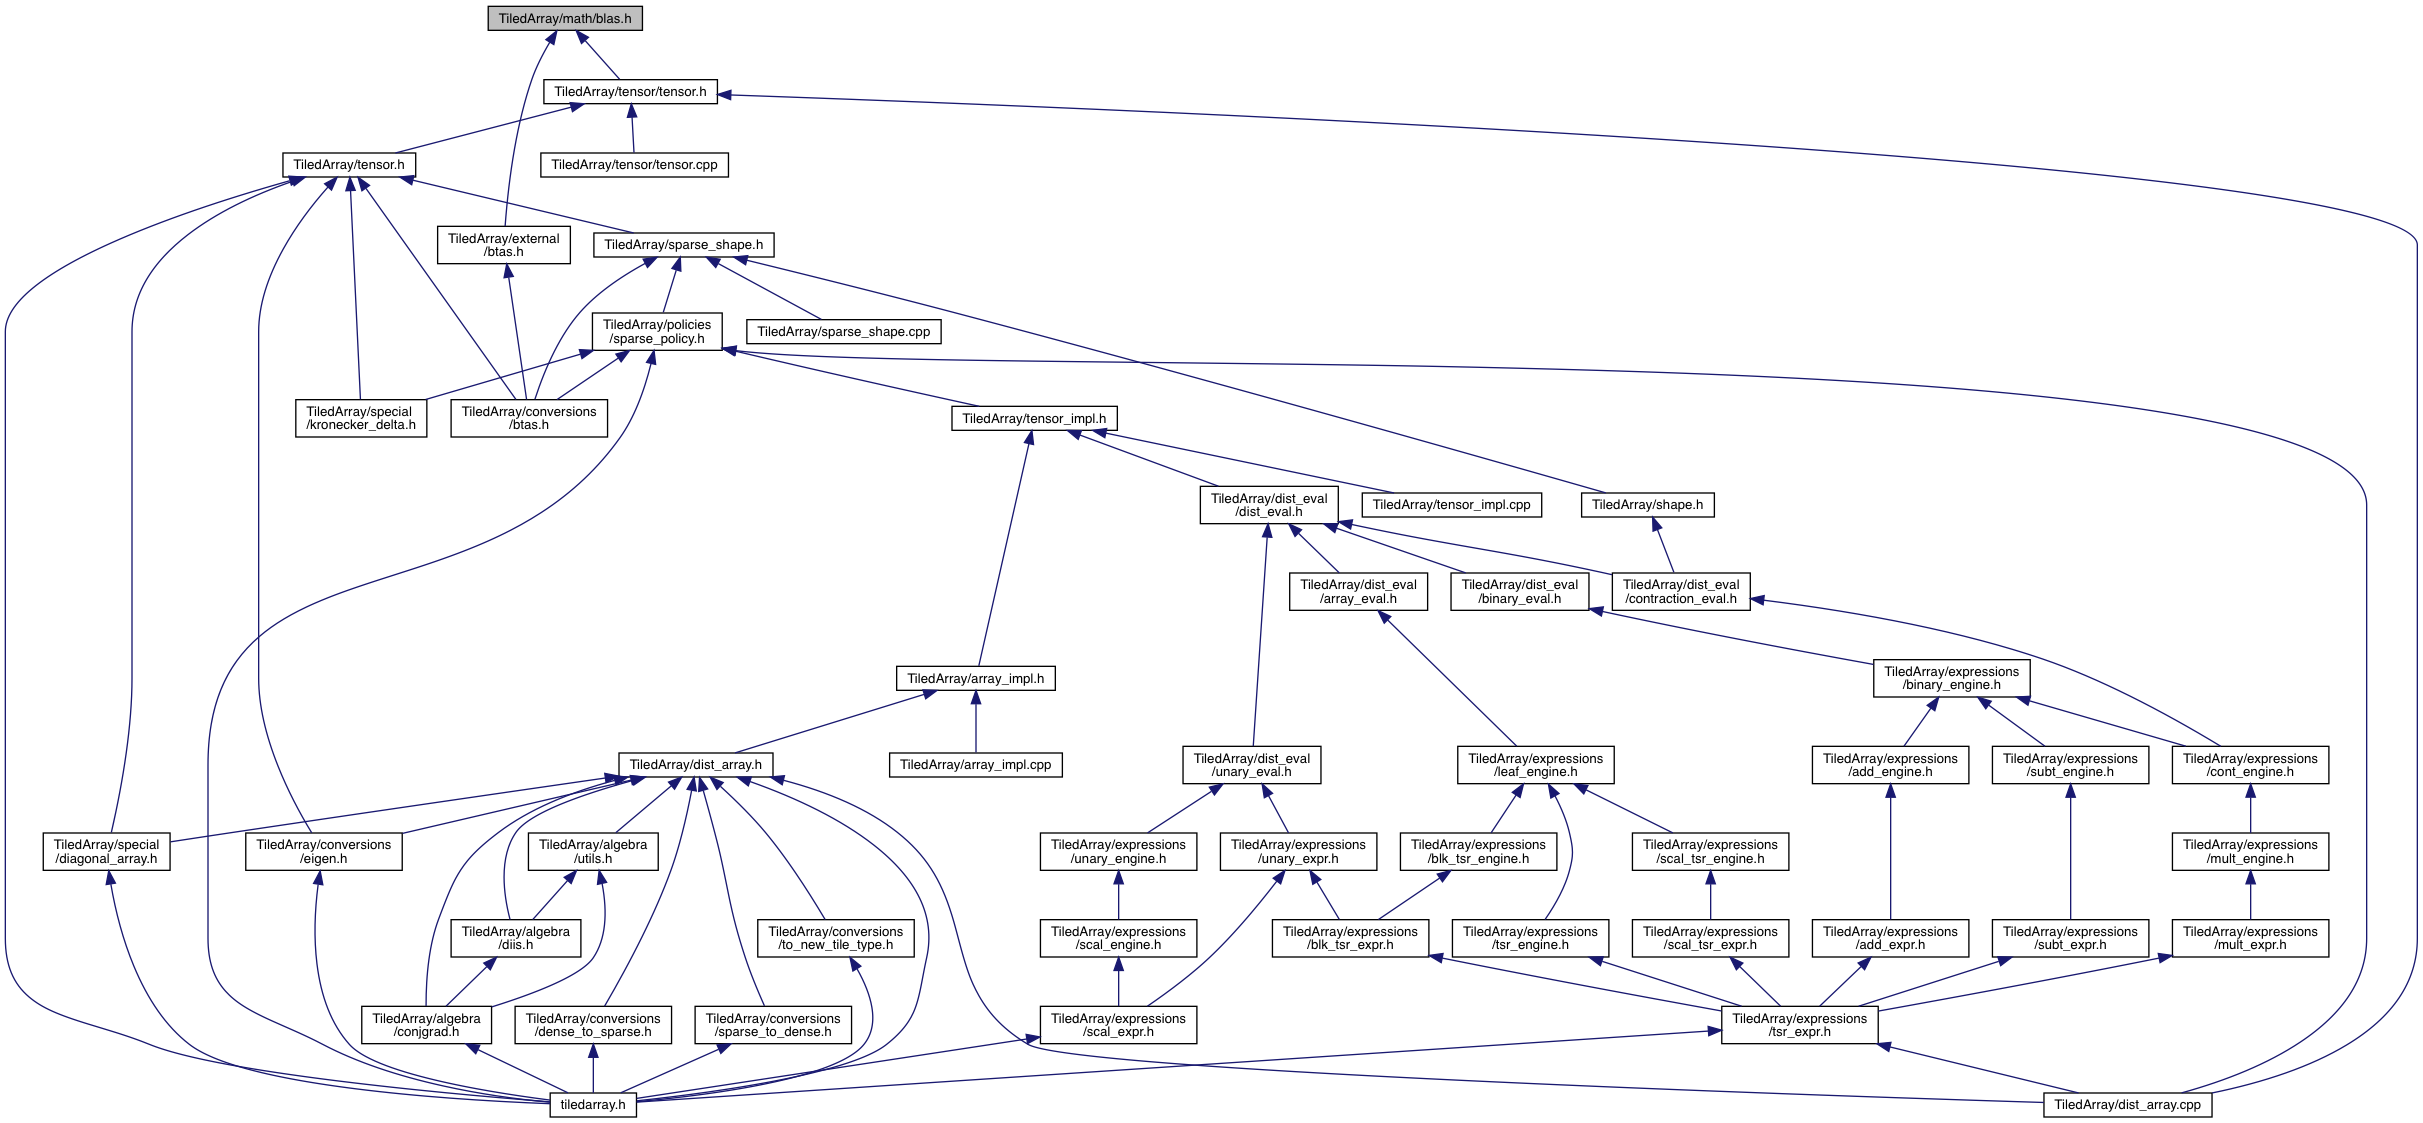 TiledArray/math/blas.h
TiledArray/tensor/tensor.h
TiledArray/tensor.h
TiledArray/tensor/tensor.cpp
TiledArray/external
/btas.h
TiledArray/sparse_shape.h
TiledArray/policies
/sparse_policy.h
TiledArray/sparse_shape.cpp
TiledArray/special
/kronecker_delta.h
TiledArray/conversions
/btas.h
TiledArray/tensor_impl.h
TiledArray/dist_eval
/dist_eval.h
TiledArray/tensor_impl.cpp
TiledArray/shape.h
TiledArray/dist_eval
/array_eval.h
TiledArray/dist_eval
/binary_eval.h
TiledArray/dist_eval
/contraction_eval.h
TiledArray/array_impl.h
TiledArray/expressions
/binary_engine.h
TiledArray/dist_array.h
TiledArray/array_impl.cpp
TiledArray/dist_eval
/unary_eval.h
TiledArray/expressions
/leaf_engine.h
TiledArray/expressions
/add_engine.h
TiledArray/expressions
/subt_engine.h
TiledArray/expressions
/cont_engine.h
TiledArray/special
/diagonal_array.h
TiledArray/conversions
/eigen.h
TiledArray/algebra
/utils.h
TiledArray/expressions
/unary_engine.h
TiledArray/expressions
/unary_expr.h
TiledArray/expressions
/blk_tsr_engine.h
TiledArray/expressions
/scal_tsr_engine.h
TiledArray/expressions
/mult_engine.h
TiledArray/algebra
/diis.h
TiledArray/conversions
/to_new_tile_type.h
TiledArray/expressions
/scal_engine.h
TiledArray/expressions
/blk_tsr_expr.h
TiledArray/expressions
/tsr_engine.h
TiledArray/expressions
/scal_tsr_expr.h
TiledArray/expressions
/add_expr.h
TiledArray/expressions
/subt_expr.h
TiledArray/expressions
/mult_expr.h
TiledArray/algebra
/conjgrad.h
TiledArray/conversions
/dense_to_sparse.h
TiledArray/conversions
/sparse_to_dense.h
TiledArray/expressions
/scal_expr.h
TiledArray/expressions
/tsr_expr.h
tiledarray.h
TiledArray/dist_array.cpp